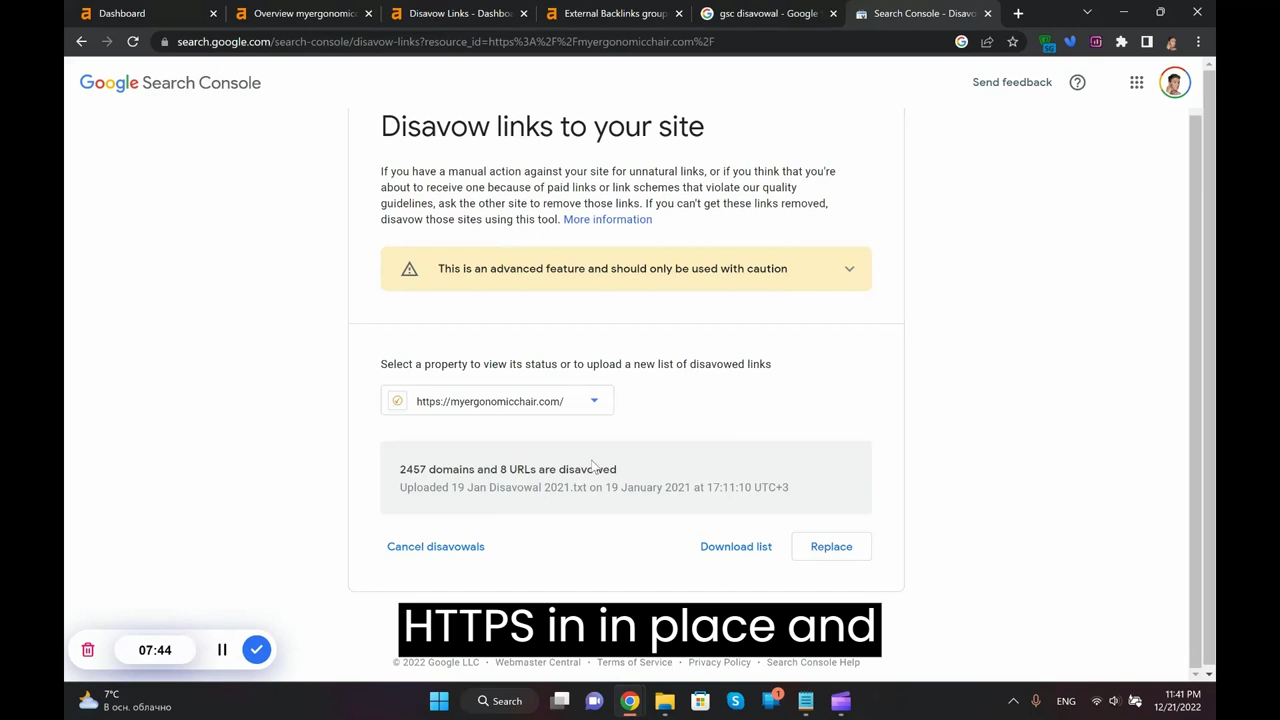 Dashboard
Overview myergonomicc
Disavow Links - Dashbo
External Backlinks group
gsc disavowal - Google
Search Console - Disavo
search.google.com/search-console/disavow-links?resource_id=https%3A%2F%2Fmyergonomicchair.com%2F
Google Search Console
Send feedback
Disavow links to your site
If you have a manual action against your site for unnatural links, or if you think that you're
about to receive one because of paid links or link schemes that violate our quality
guidelines, ask the other site to remove those links. If you can't get these links removed,
disavow those sites using this tool. More information
This is an advanced feature and should only be used with caution
Select a property to view its status or to upload a new list of disavowed links
https://myergonomicchair.com/
2457 domains and 8 URLs are disavowed
Uploaded 19 Jan Disavowal 2021.txt on 19 January 2021 at 17:11:10 UTC+3
Cancel disavowals
Download list
Replace
HTTPS in in place and
07:44
© 2022 Google LLC • Webmaster Central • Terms of Service • Privacy Policy • Search Console Help
7°C
В осн. облачно
Search
1
ENG
11:41 PM
12/21/2022